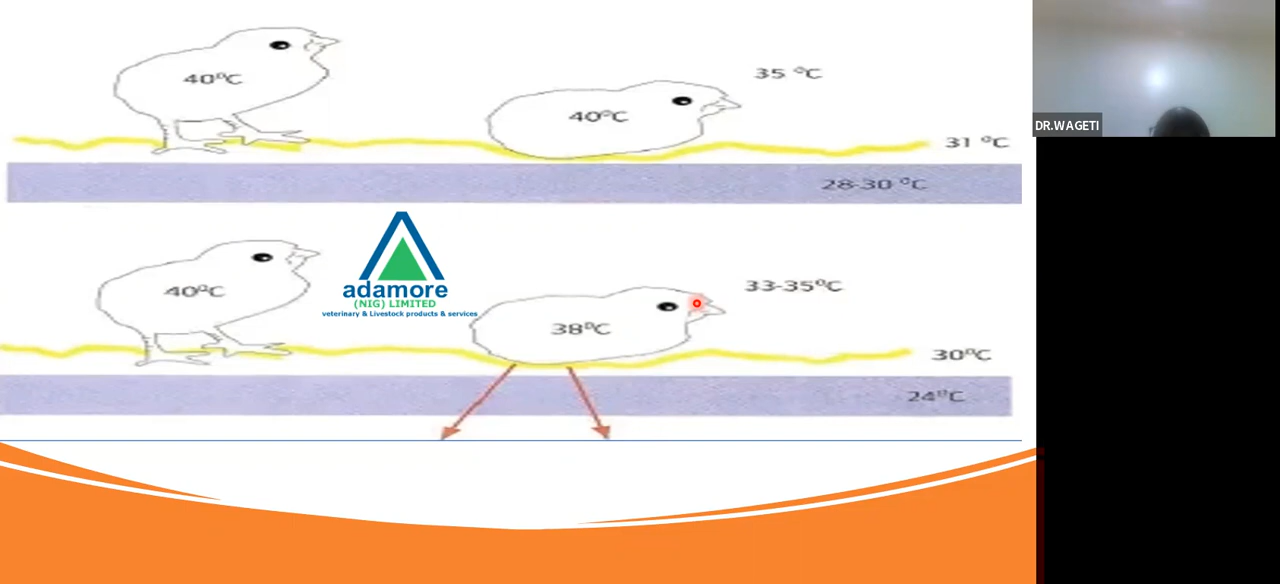 40°C
40°C
35 °C
31 °C
28-30 °C
adamore
(NIG) LIMITED
veterinary & Livestock products & services
40°C
38°C
33-35°C
30°C
24°C
DR.WAGETI